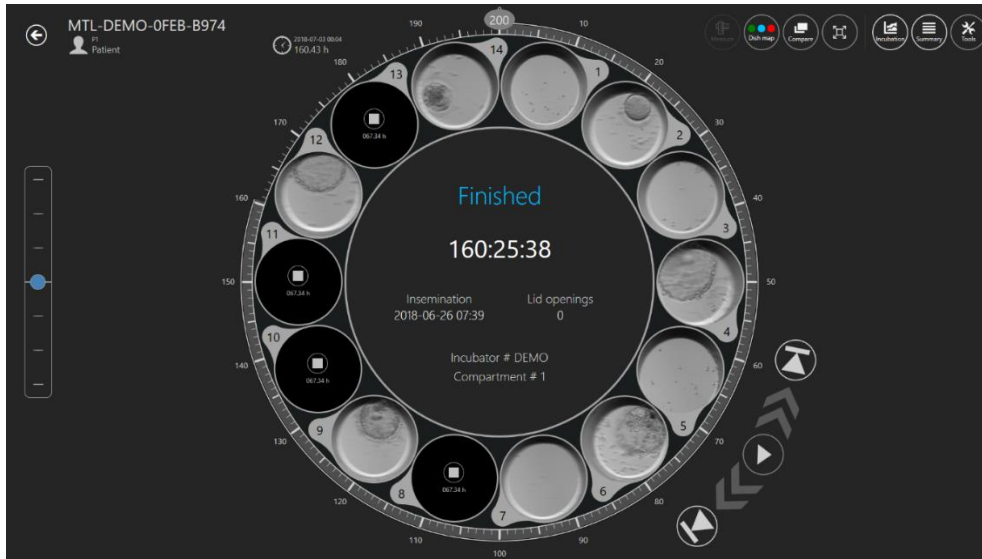 MTL-DEMO-0FEB-B974
P1
Patient
2018-07-03 00:04
160.43 h
Measure
Dish map
Compare
Incubation
Summary
Tools
200
10
20
30
40
50
60
70
80
90
100
110
120
130
140
150
160
170
180
190
1
2
3
4
5
6
7
8
067.34 h
9
10
067.34 h
11
067.34 h
12
13
067.34 h
14
Finished
160:25:38
Insemination Lid openings
2018-06-26 07:39 0
Incubator # DEMO
Compartment # 1